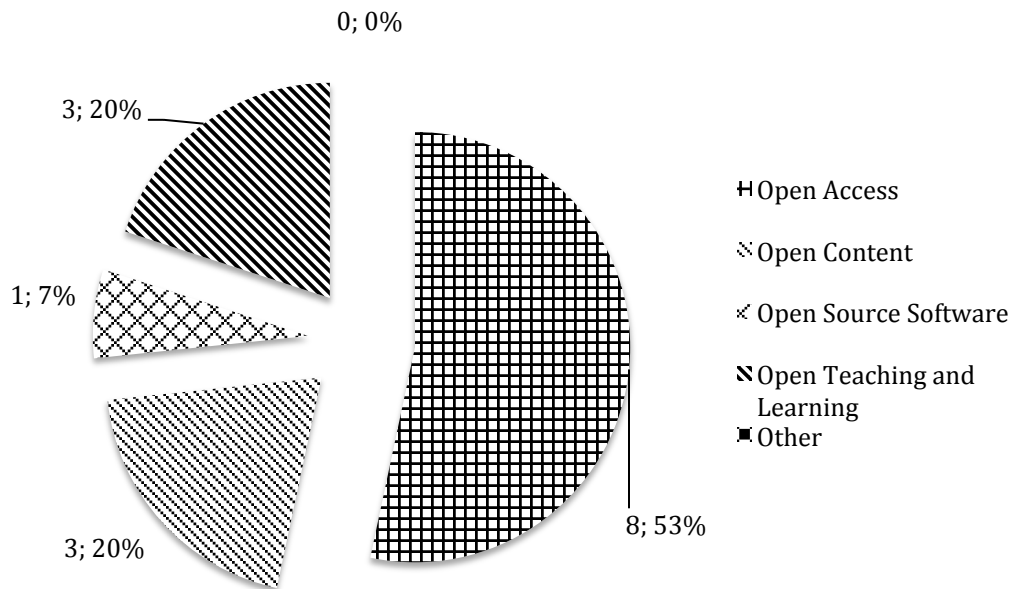 0; 0%
3; 20%
1; 7%
3; 20%
8; 53%
Open Access
Open Content
Open Source Software
Open Teaching and
Learning
Other